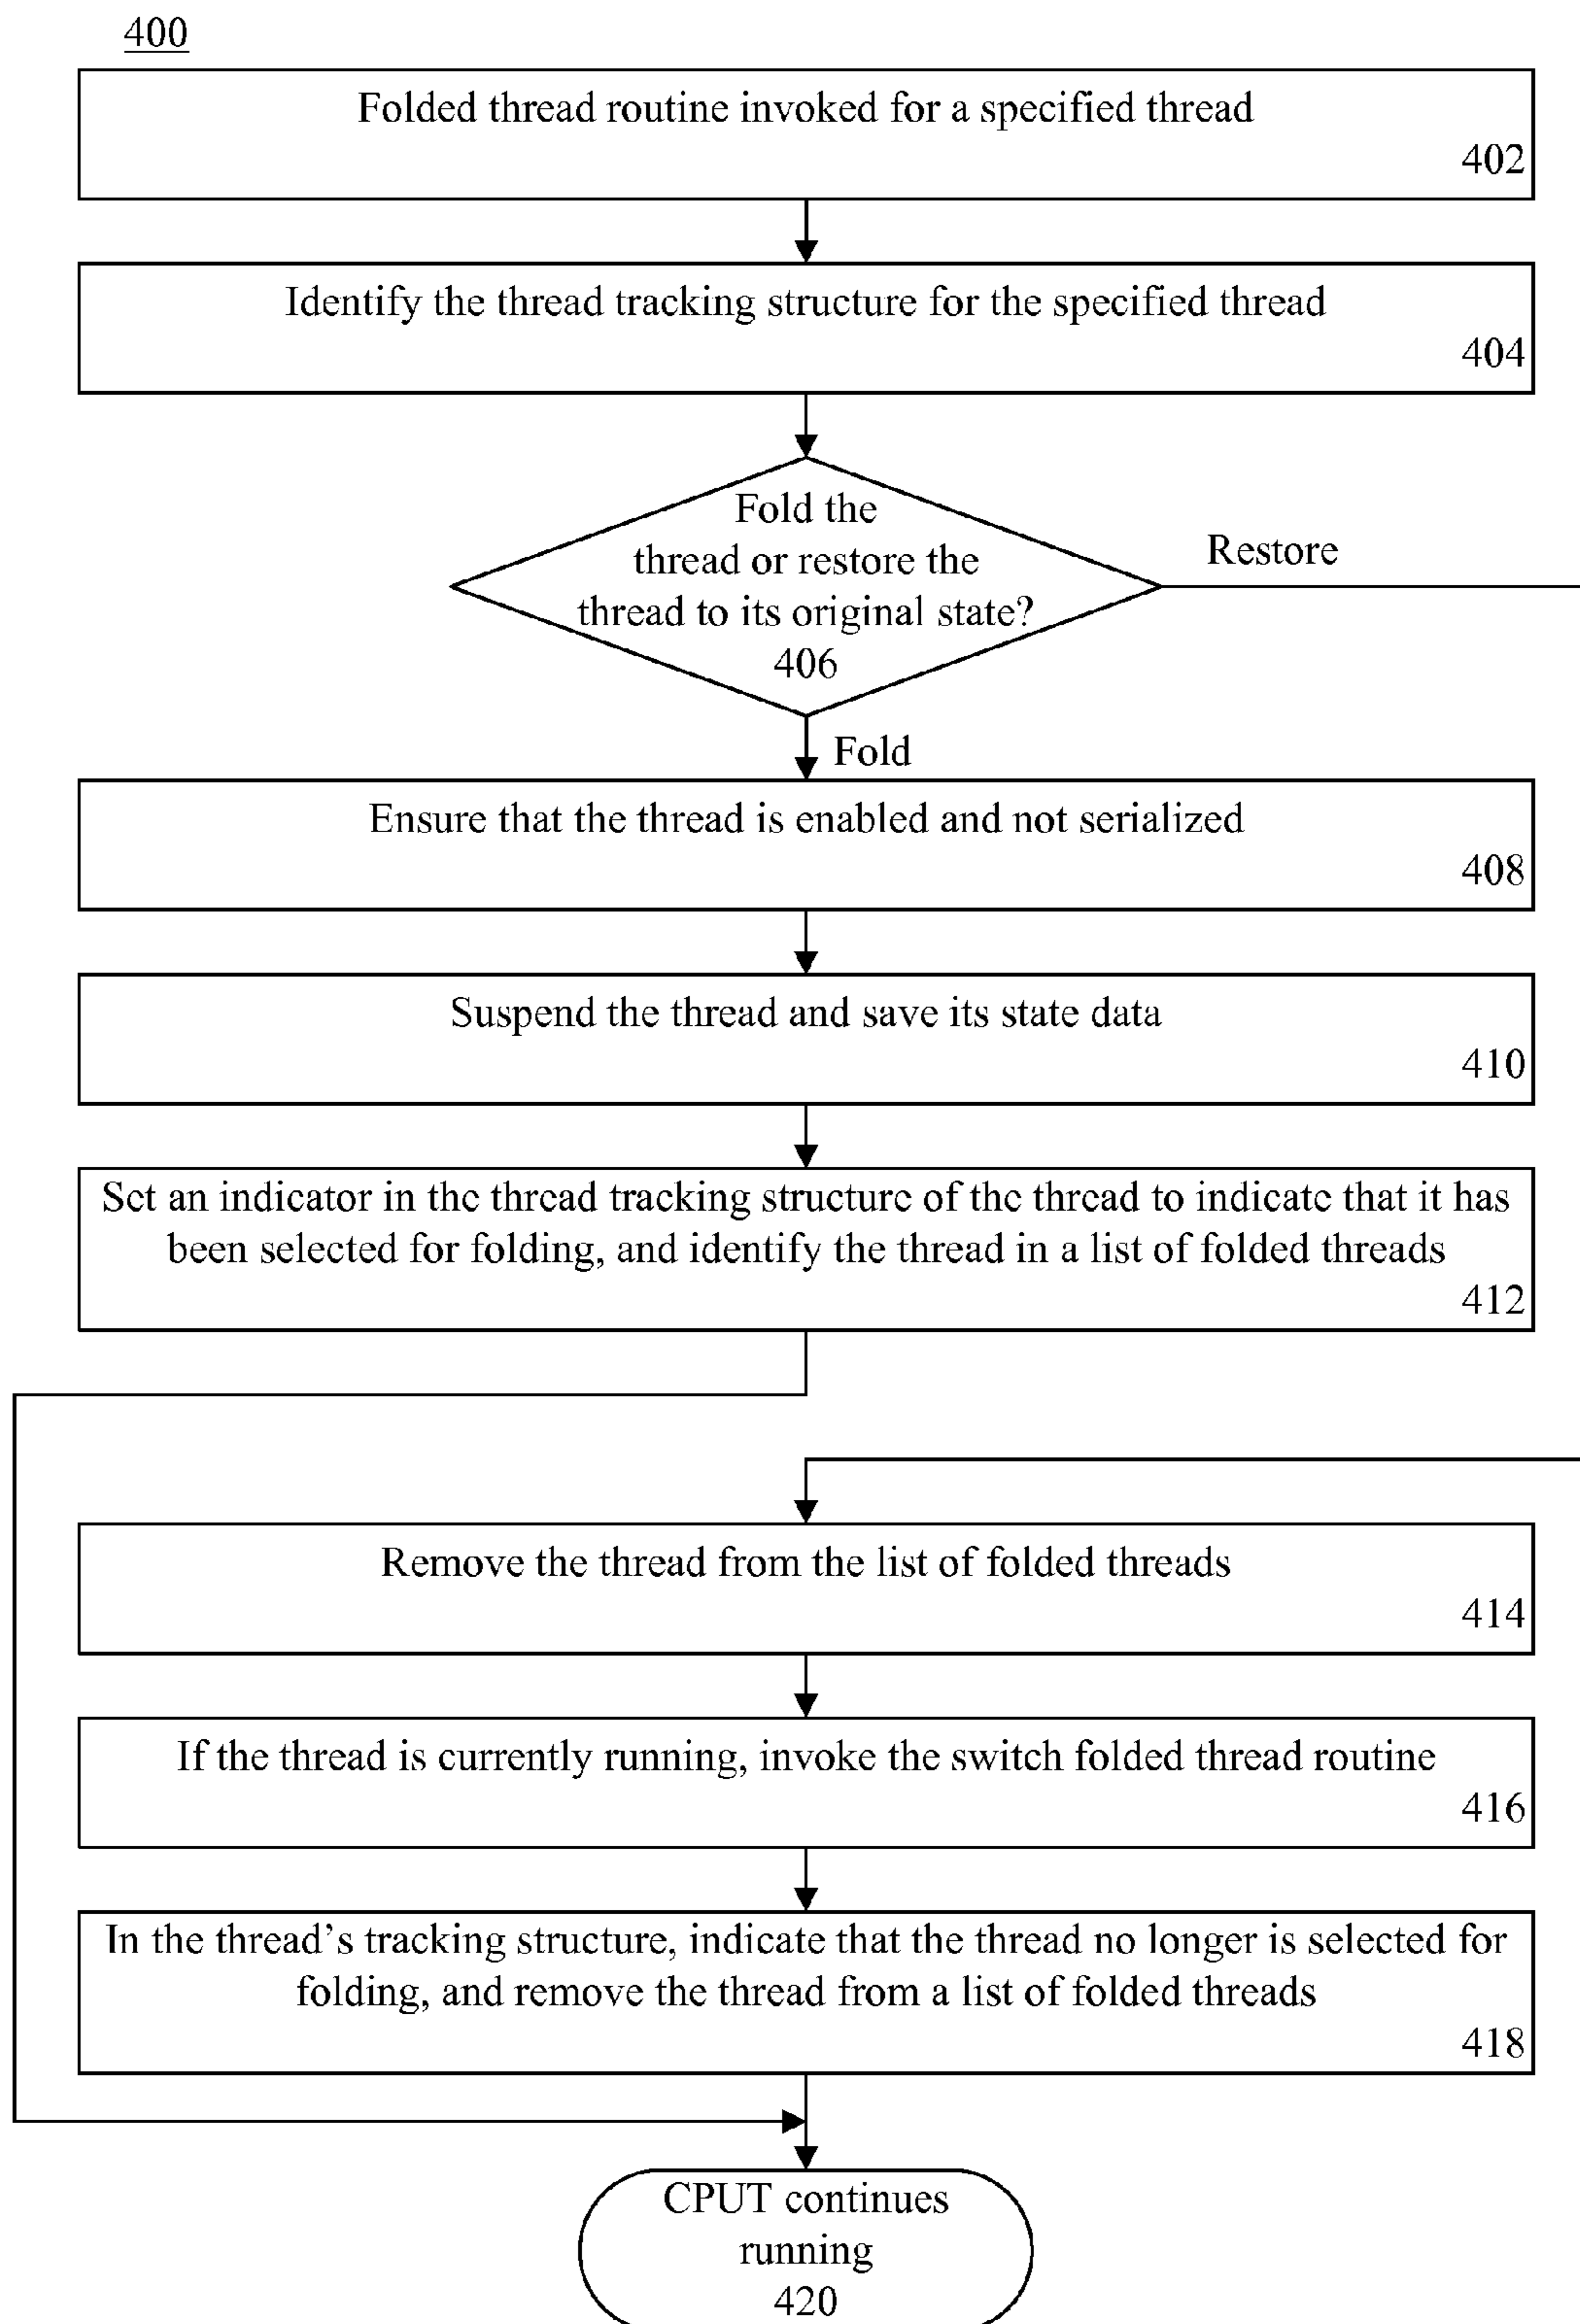 400
Folded thread routine invoked for a specified thread
402
Identify the thread tracking structure for the specified thread
404
Fold the
thread or restore the
thread to its original state?
406
Restore
Fold
Ensure that the thread is enabled and not serialized
408
Suspend the thread and save its state data
410
Set an indicator in the thread tracking structure of the thread to indicate that it has
been selected for folding, and identify the thread in a list of folded threads
412
Remove the thread from the list of folded threads
414
If the thread is currently running, invoke the switch folded thread routine
416
In the thread’s tracking structure, indicate that the thread no longer is selected for
folding, and remove the thread from a list of folded threads
418
CPUT continues
running
420